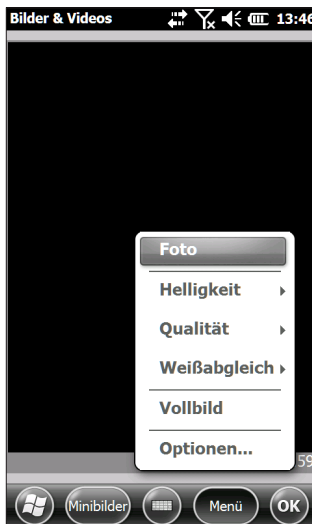 Bilder & Videos 13:46
Foto
Helligkeit
Qualität
Weißabgleich
Vollbild
Optionen...
59
Minibilder Menü OK